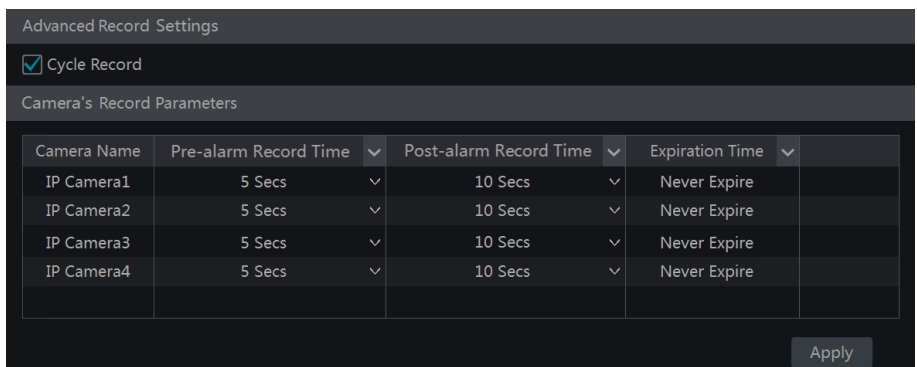 Advanced Record Settings
Cycle Record
Camera's Record Parameters
Camera Name Pre-alarm Record Time Post-alarm Record Time Expiration Time
IP Camera1 5 Secs 10 Secs Never Expire
IP Camera2 5 Secs 10 Secs Never Expire
IP Camera3 5 Secs 10 Secs Never Expire
IP Camera4 5 Secs 10 Secs Never Expire
Apply